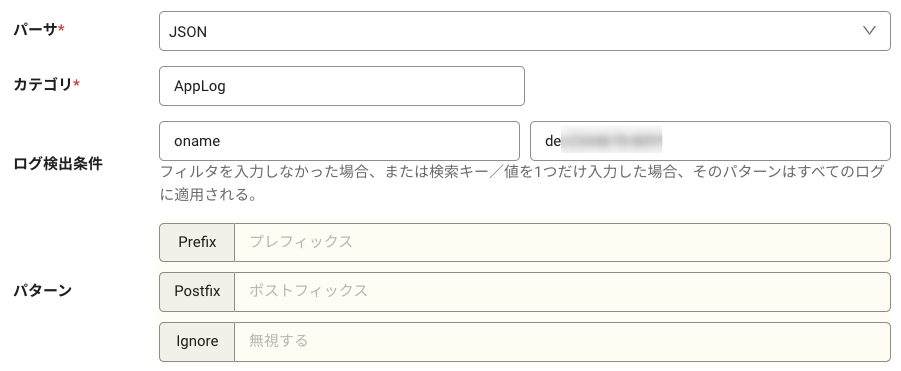 パーサ*
JSON
カテゴリ*
AppLog
ログ検出条件
oname
de
フィルタを入力しなかった場合、または検索キー／値を1つだけ入力した場合、そのパターンはすべてのログ
に適用される。
パターン
Prefix
プレフィックス
Postfix
ポストフィックス
Ignore
無視する